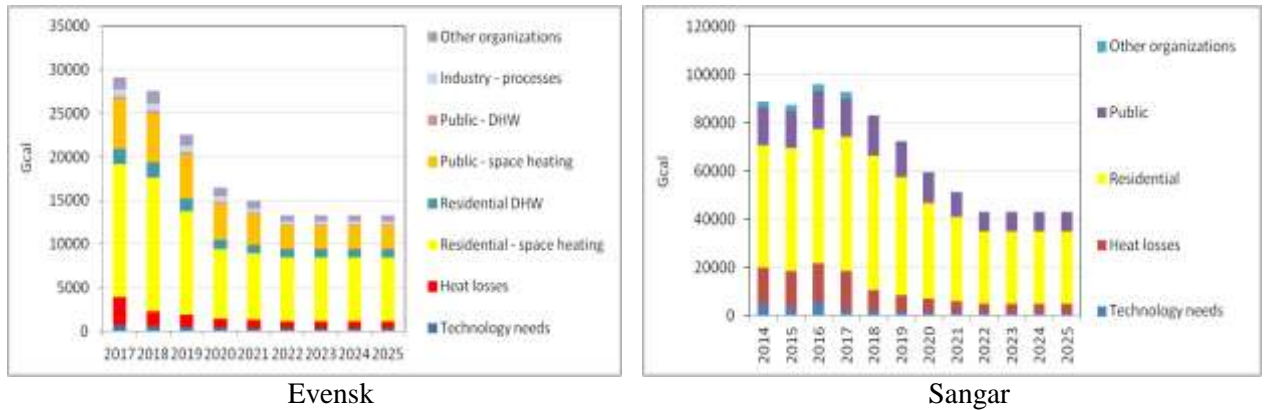 35000
30000
25000
20000
15000
10000
5000
0
Gcal
2017 2018 2019 2020 2021 2022 2023 2024 2025
Other organizations
Industry - processes
Public - DHW
Public - space heating
Residential DHW
Residential - space heating
Heat losses
Technology needs
Evensk
120000
100000
80000
60000
40000
20000
0
Gcal
2014 2015 2016 2017 2018 2019 2020 2021 2022 2023 2024 2025
Other organizations
Public
Residential
Heat losses
Technology needs
Sangar